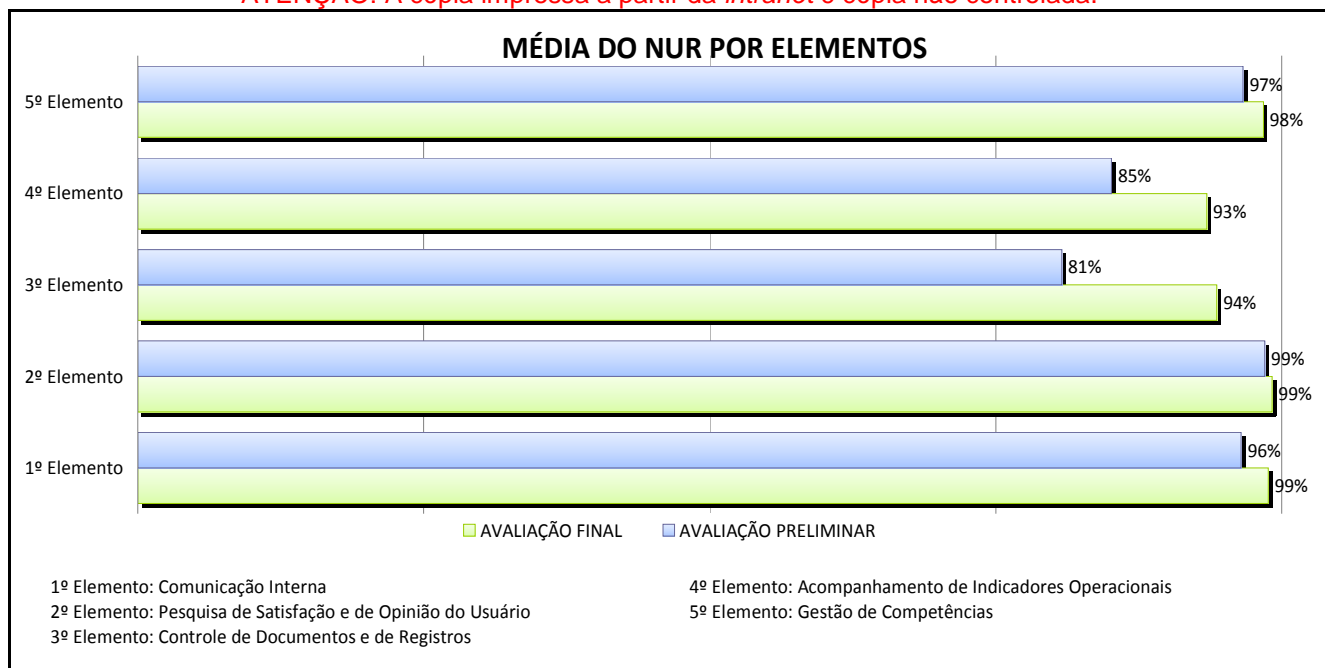 MÉDIA DO NUR POR ELEMENTOS
5º Elemento
97%
98%
4º Elemento
85%
93%
3º Elemento
81%
94%
2º Elemento
99%
99%
1º Elemento
96%
99%
AVALIAÇÃO FINAL AVALIAÇÃO PRELIMINAR
1º Elemento: Comunicação Interna
2º Elemento: Pesquisa de Satisfação e de Opinião do Usuário
3º Elemento: Controle de Documentos e de Registros
4º Elemento: Acompanhamento de Indicadores Operacionais
5º Elemento: Gestão de Competências